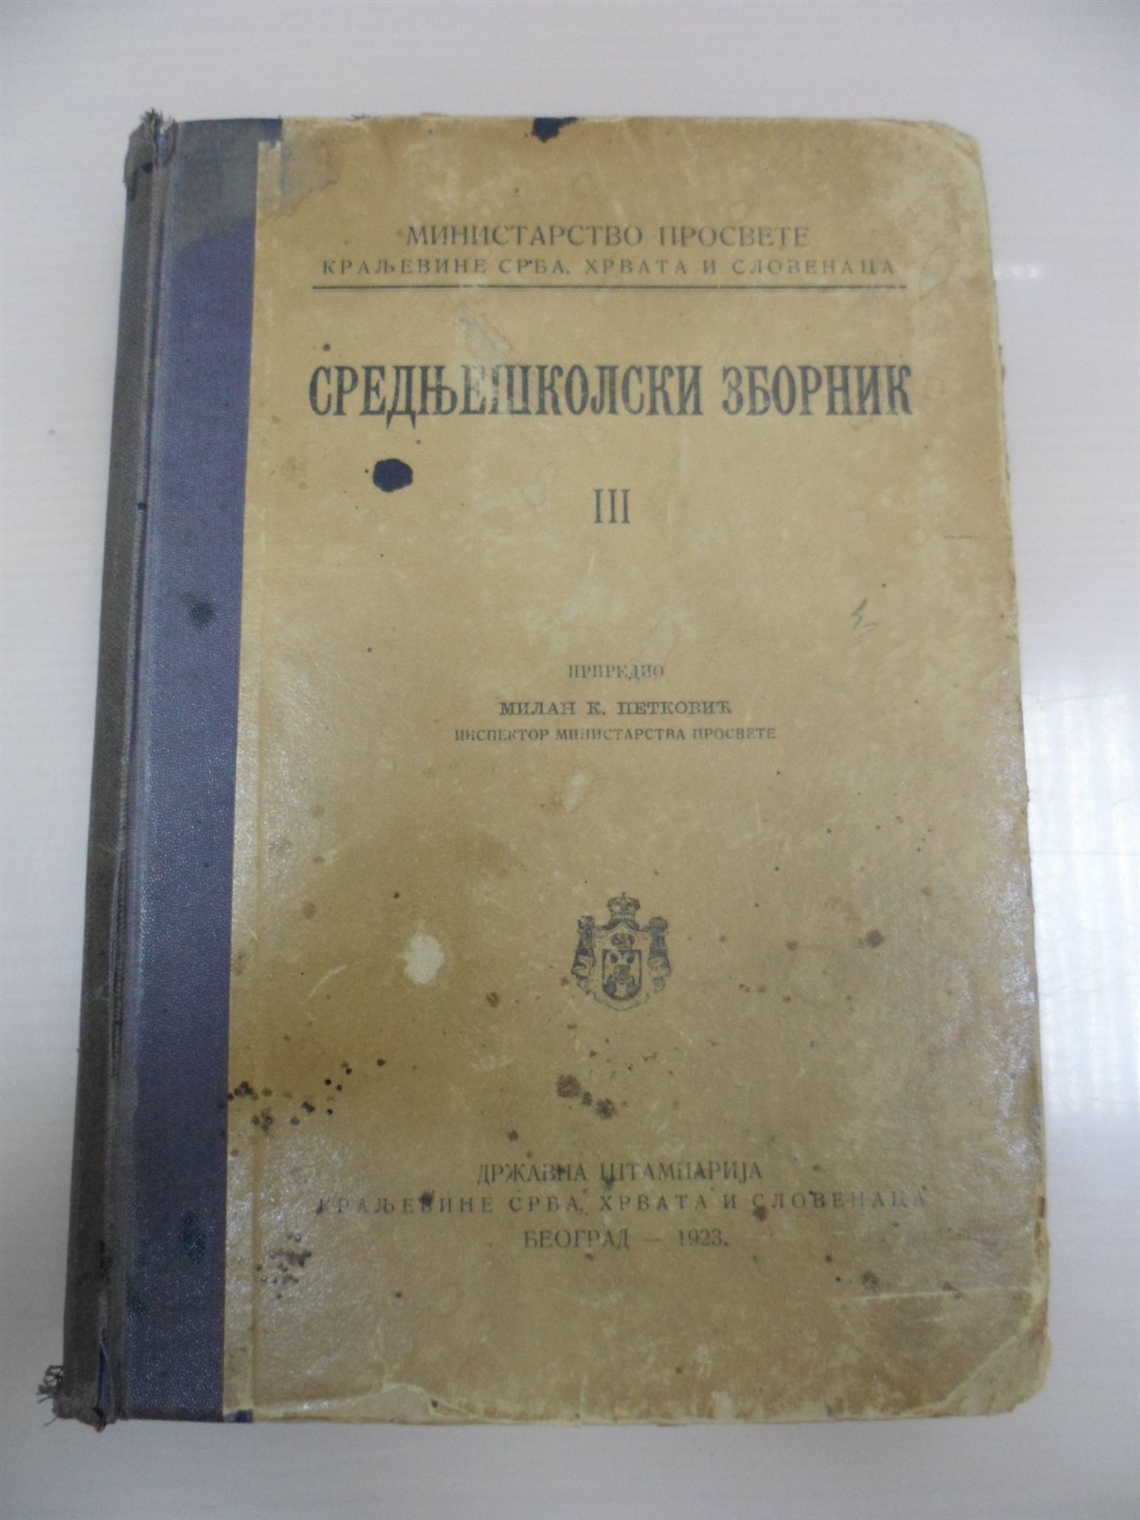 МИНИСТАРСТВО ПРОСВЕТЕ
КРАЉЕВИНЕ СРБА, ХРВАТА И СЛОВЕНАЦА
СРЕДЊЕШКОЛСКИ ЗБОРНИК
III
ПРИРЕДИО
МИЛАН К. ПЕТКОВИЋ
ИНСПЕКТОР МИНИСТАРСТВА ПРОСВЕТЕ
ДРЖАВНА ШТАМПАРИЈА
КРАЉЕВИНЕ СРБА, ХРВАТА И СЛОВЕНАЦА
БЕОГРАД — 1923.